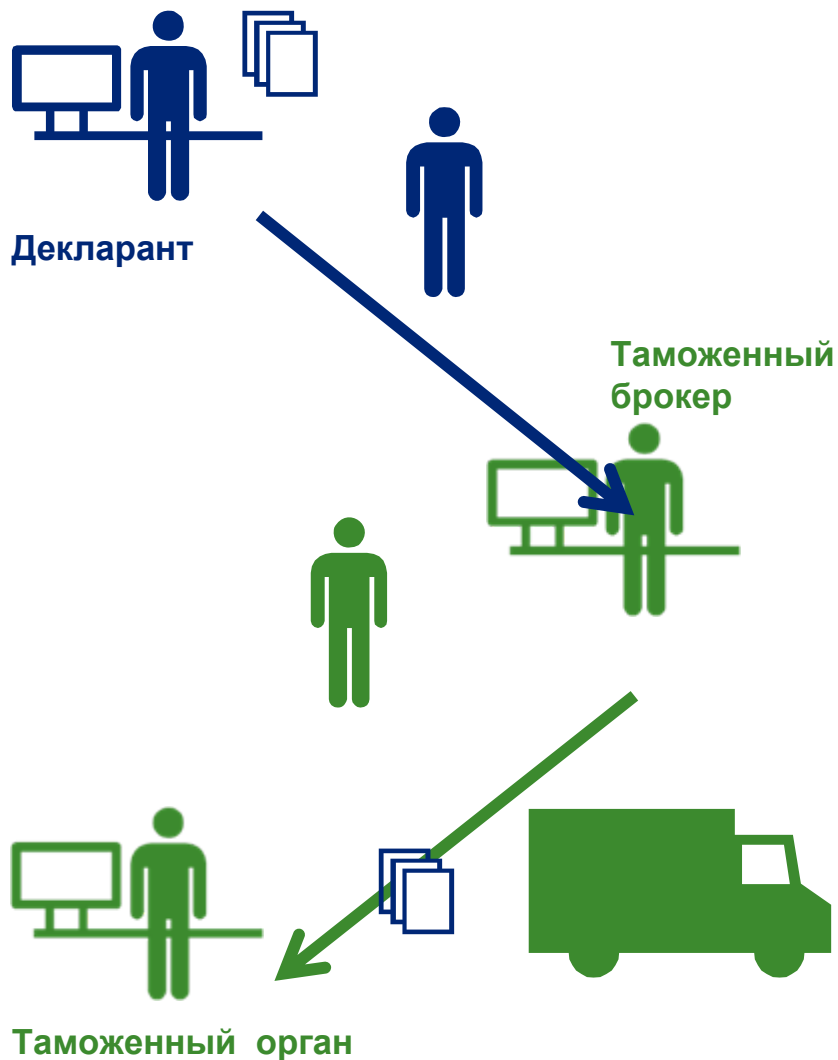 Декларант
Таможенный
брокер
Таможенный орган